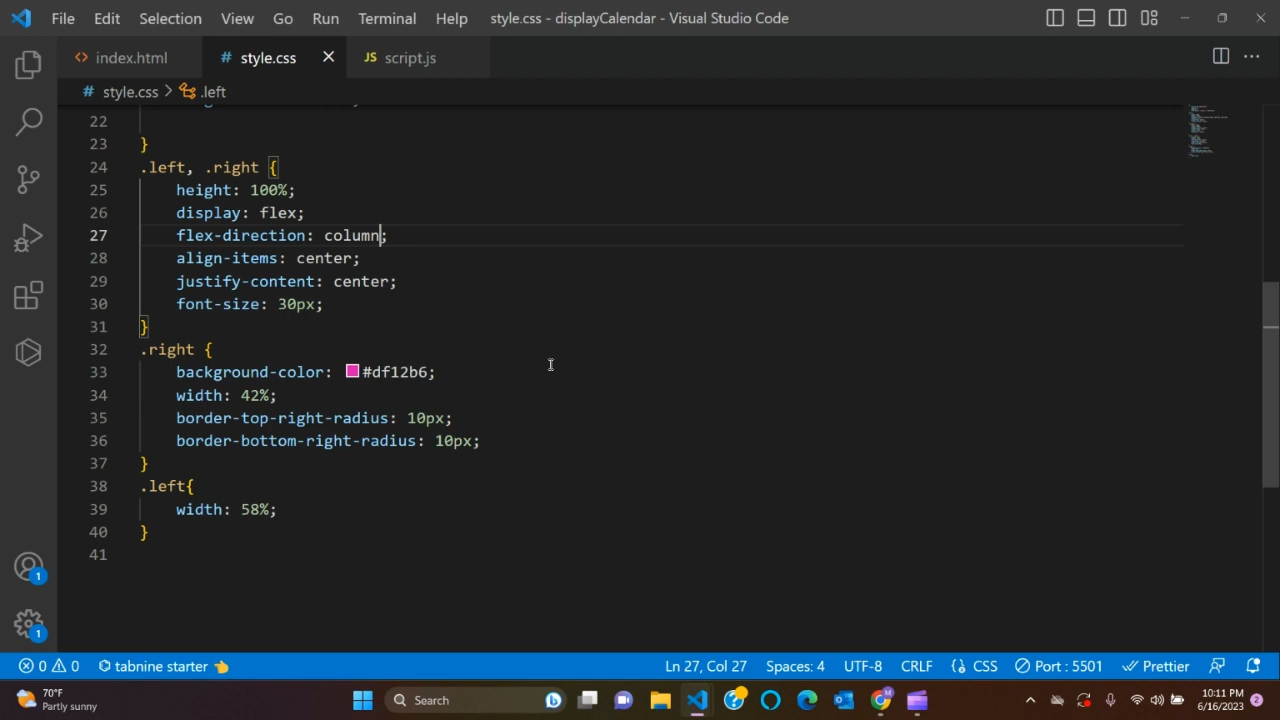 File Edit Selection View Go Run Terminal Help style.css - displayCalendar - Visual Studio Code
<> index.html # style.css JS script.js
# style.css > .left
22
23 }
24 .left, .right {
25 height: 100%;
26 display: flex;
27 flex-direction: column;
28 align-items: center;
29 justify-content: center;
30 font-size: 30px;
31 }
32 .right {
33 background-color: #df12b6;
34 width: 42%;
35 border-top-right-radius: 10px;
36 border-bottom-right-radius: 10px;
37 }
38 .left{
39 width: 58%;
40 }
41
1
1
0 0 tabnine starter Ln 27, Col 27 Spaces: 4 UTF-8 CRLF {} CSS Port : 5501 Prettier
70°F
Partly sunny
Search
10:11 PM
6/16/2023
2